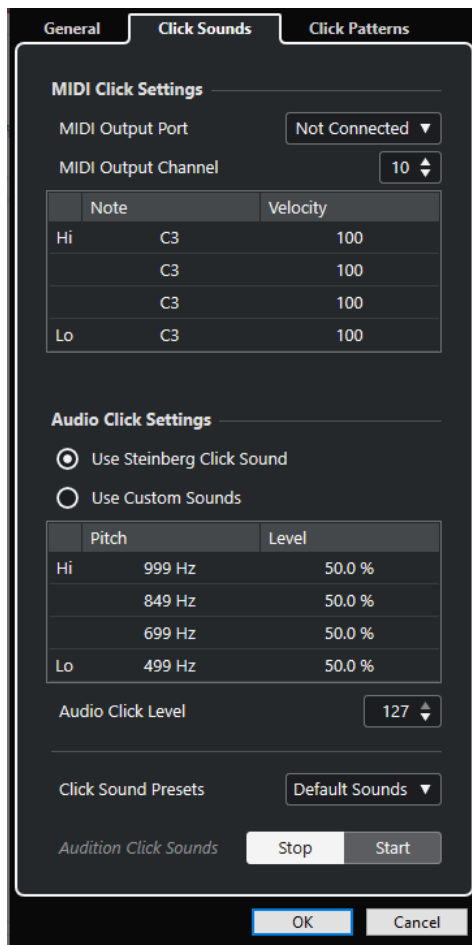 General Click Sounds Click Patterns
MIDI Click Settings
MIDI Output Port Not Connected
MIDI Output Channel 10
Note Velocity
Hi C3 100
C3 100
C3 100
Lo C3 100
Audio Click Settings
Use Steinberg Click Sound
Use Custom Sounds
Pitch Level
Hi 999 Hz 50.0 %
849 Hz 50.0 %
699 Hz 50.0 %
Lo 499 Hz 50.0 %
Audio Click Level 127
Click Sound Presets Default Sounds
Audition Click Sounds Stop Start
OK Cancel